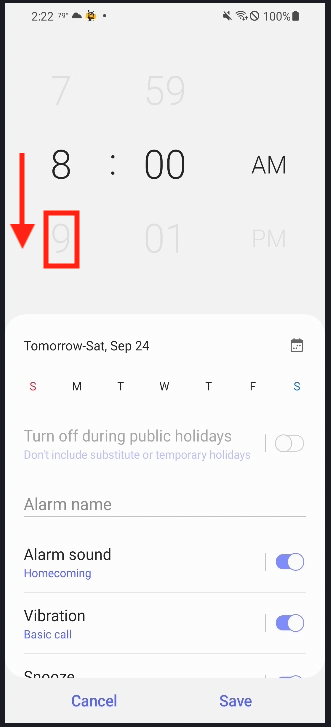 2:22 79° 100%
7 59
8 : 00 AM
9 01 PM
Tomorrow-Sat, Sep 24
S M T W T F S
Turn off during public holidays
Don't include substitute or temporary holidays
Alarm name
Alarm sound
Homecoming
Vibration
Basic call
Snooze
Cancel Save